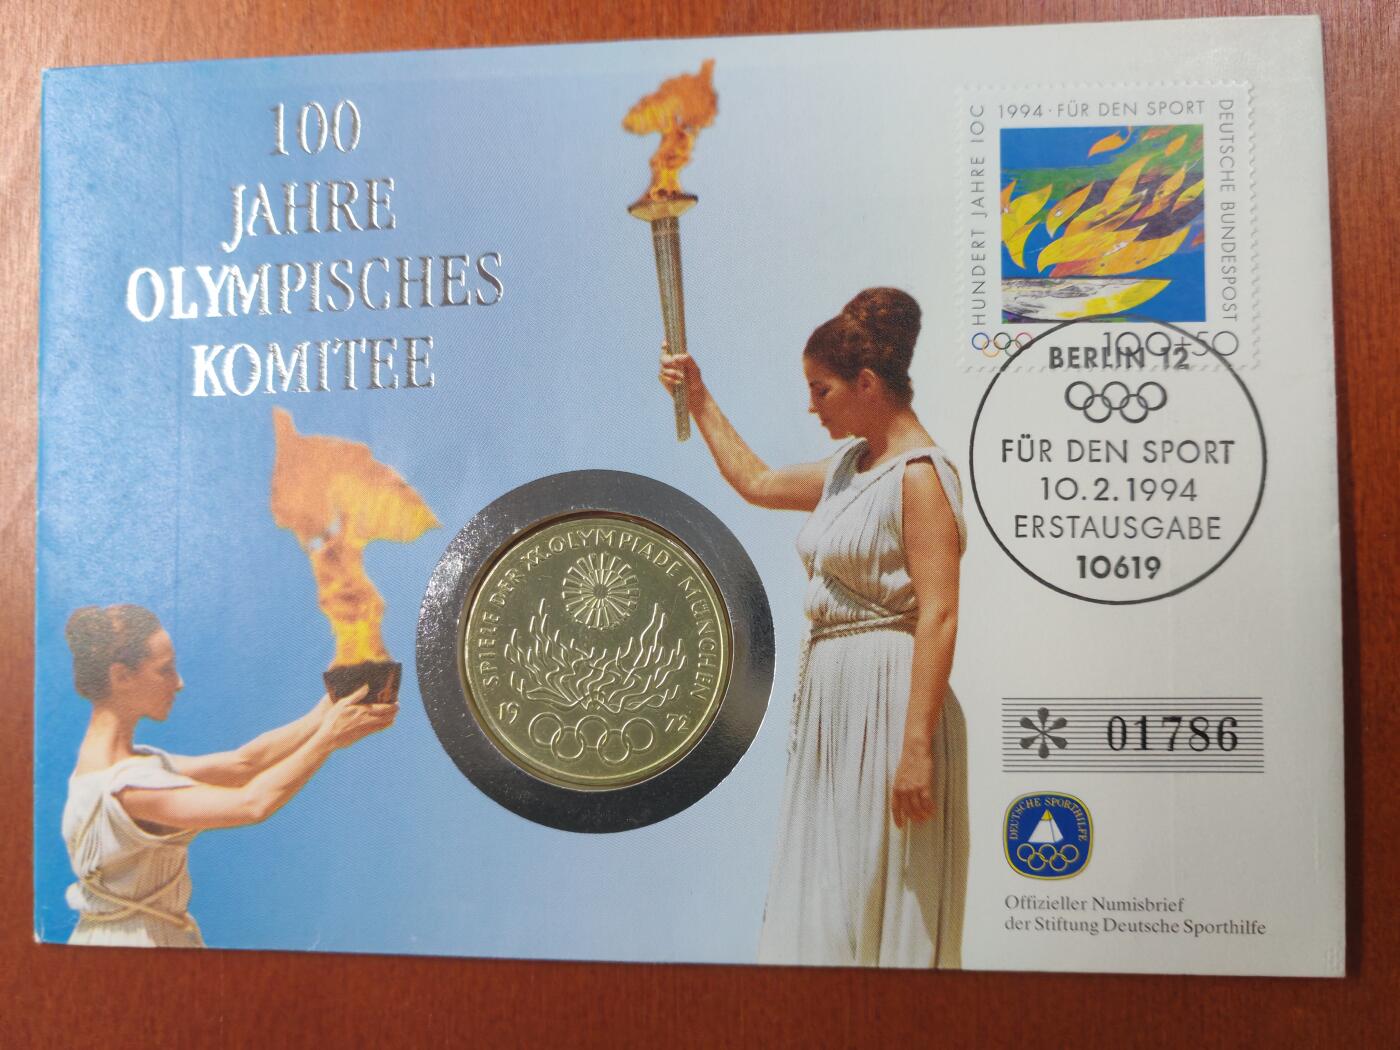 100
JAHRE
OLYMPISCHES
KOMITEE
1994 · FÜR DEN SPORT
HUNDERT JAHRE IOC
DEUTSCHE BUNDESPOST
100+50
BERLIN 12
FÜR DEN SPORT
10.2.1994
ERSTAUSGABE
10619
SPIELE DER XX. OLYMPIADE MÜNCHEN
1972
01786
DEUTSCHE SPORTHILFE
Offizieller Numisbrief
der Stiftung Deutsche Sporthilfe